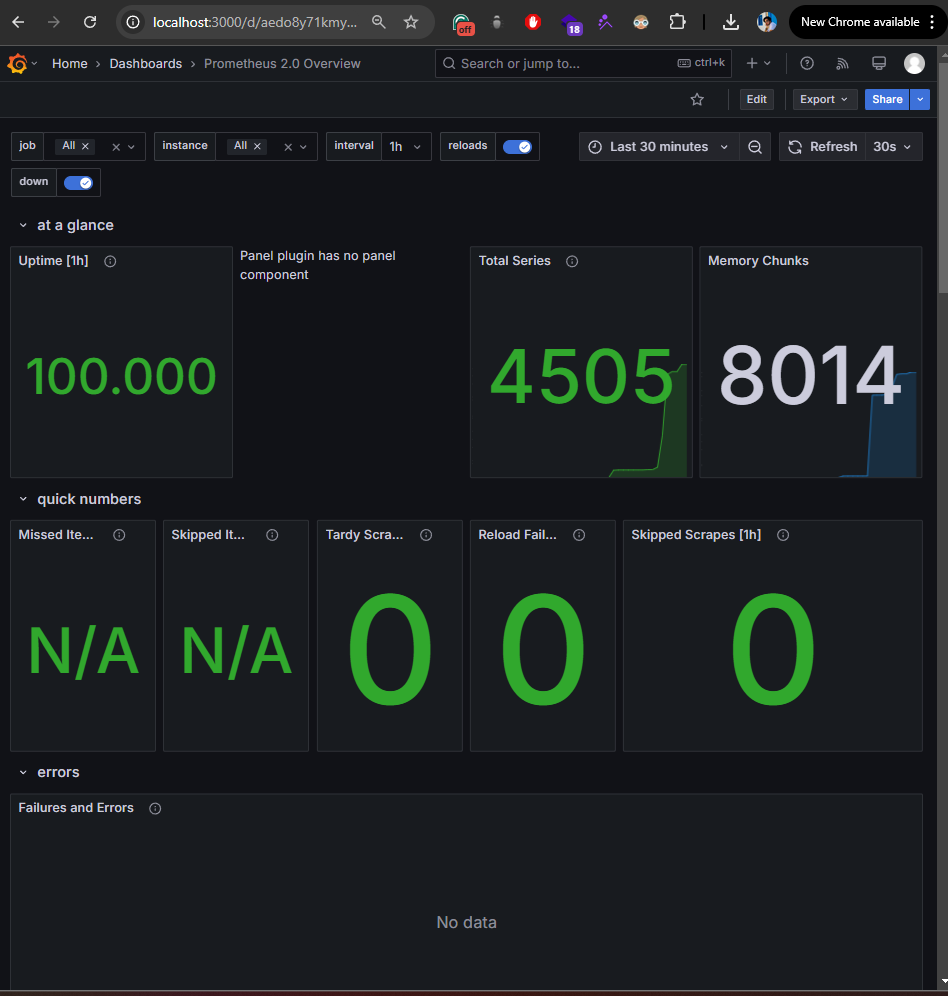 localhost:3000/d/aedo8y71kmy...
off
18
New Chrome available
Home > Dashboards > Prometheus 2.0 Overview
Search or jump to...
ctrl+k
Edit
Export
Share
job
All
instance
All
interval
1h
reloads
Last 30 minutes
Refresh
30s
down
at a glance
Uptime [1h]
100.000
Panel plugin has no panel
component
Total Series
4505
Memory Chunks
8014
quick numbers
Missed Ite...
N/A
Skipped It...
N/A
Tardy Scra...
0
Reload Fail...
0
Skipped Scrapes [1h]
0
errors
Failures and Errors
No data